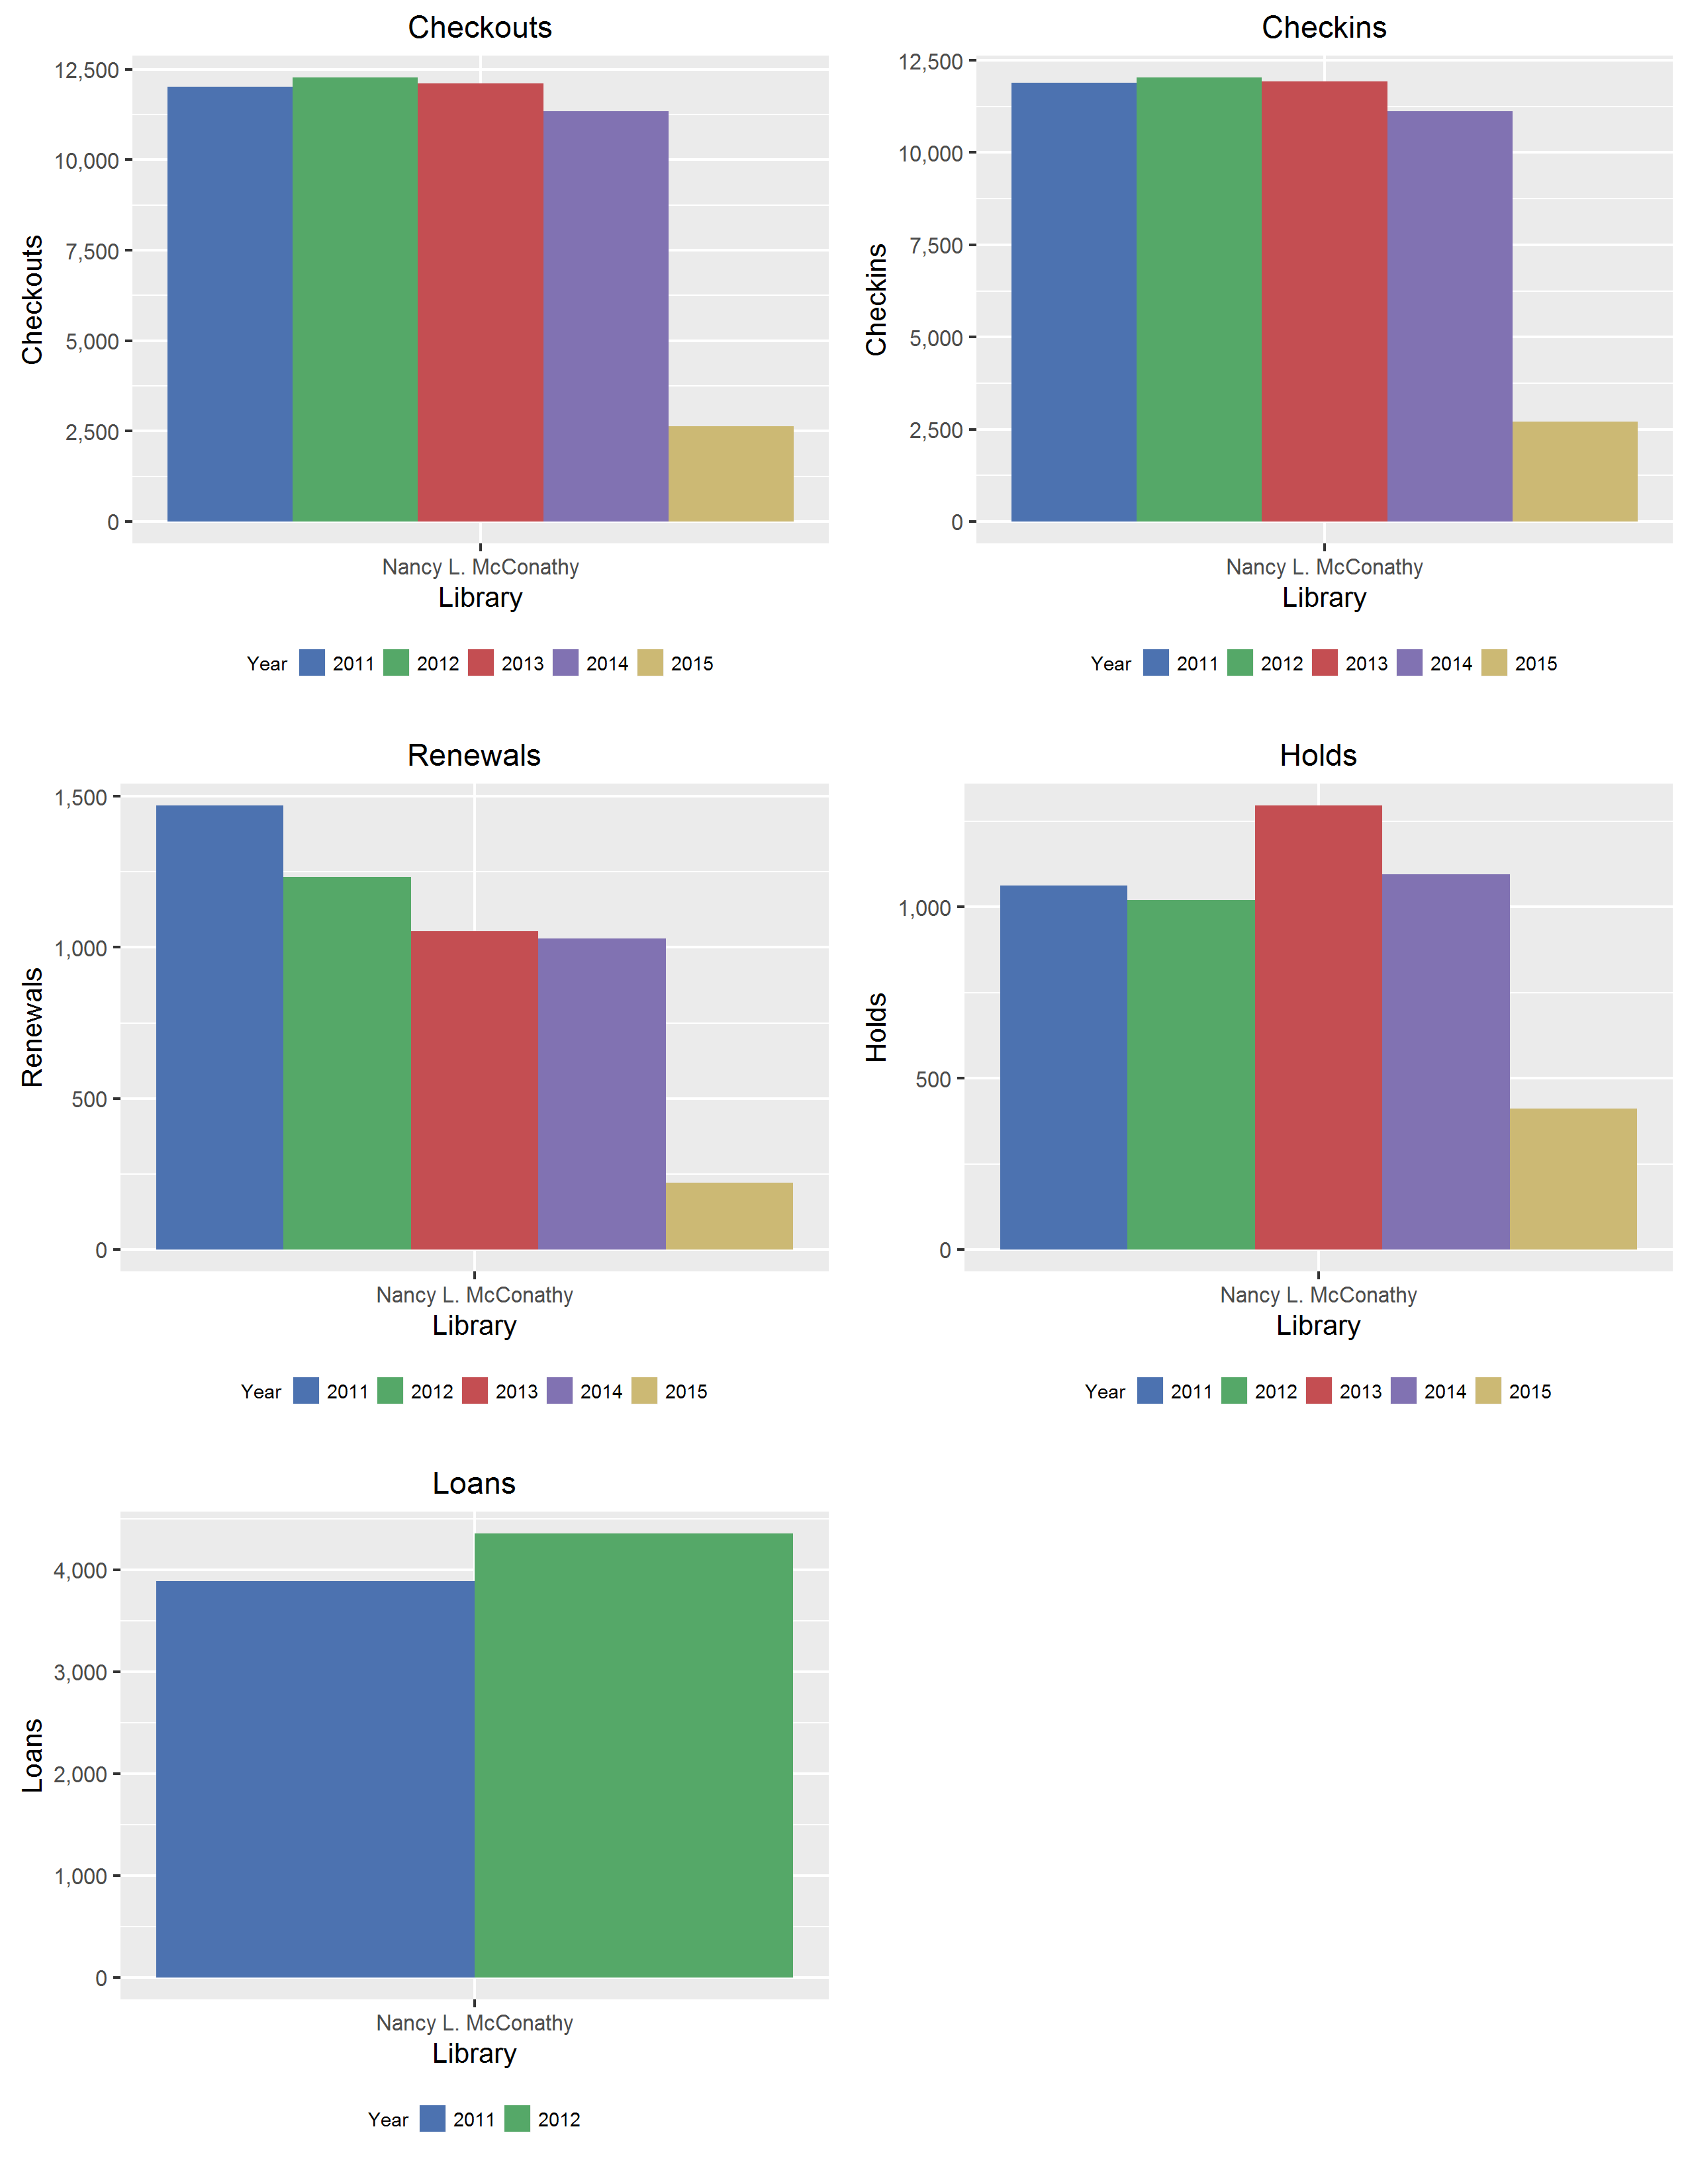 Checkouts
12,500
10,000
7,500
5,000
2,500
0
Checkouts
Nancy L. McConathy
Library
Year 2011 2012 2013 2014 2015
Checkins
12,500
10,000
7,500
5,000
2,500
0
Checkins
Nancy L. McConathy
Library
Year 2011 2012 2013 2014 2015
Renewals
1,500
1,000
500
0
Renewals
Nancy L. McConathy
Library
Year 2011 2012 2013 2014 2015
Holds
1,000
500
0
Holds
Nancy L. McConathy
Library
Year 2011 2012 2013 2014 2015
Loans
4,000
3,000
2,000
1,000
0
Loans
Nancy L. McConathy
Library
Year 2011 2012